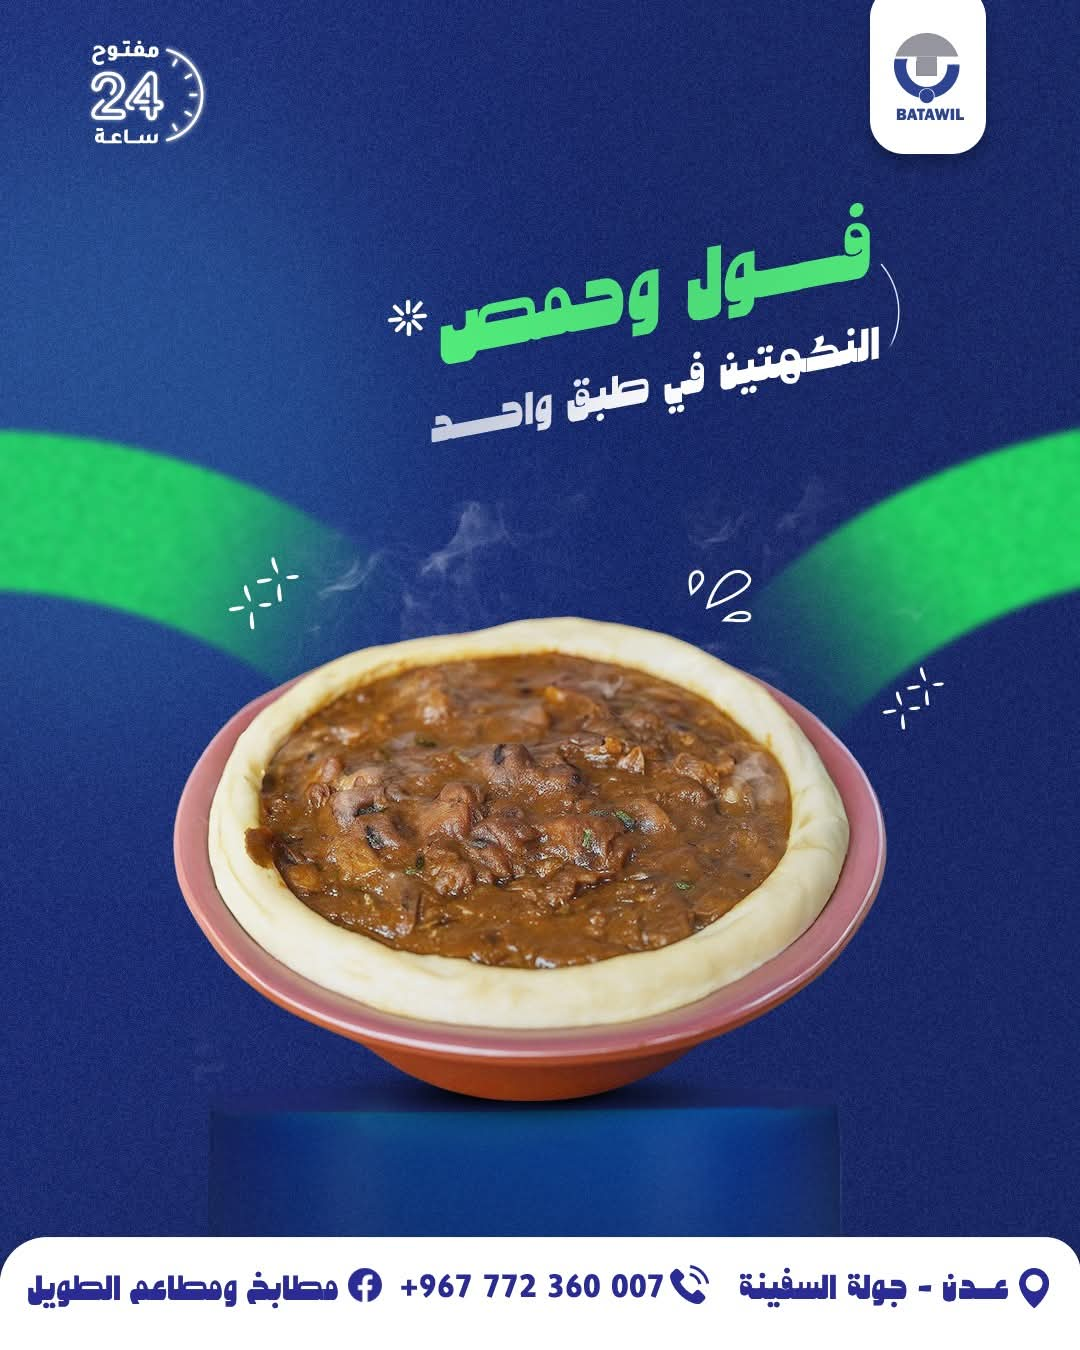 مفتوح
24
ساعة
BATAWIL
فول وحمص
النكهتين في طبق واحد
عدن - جولة السفينة
+967 772 360 007
مطابخ ومطاعم الطويل